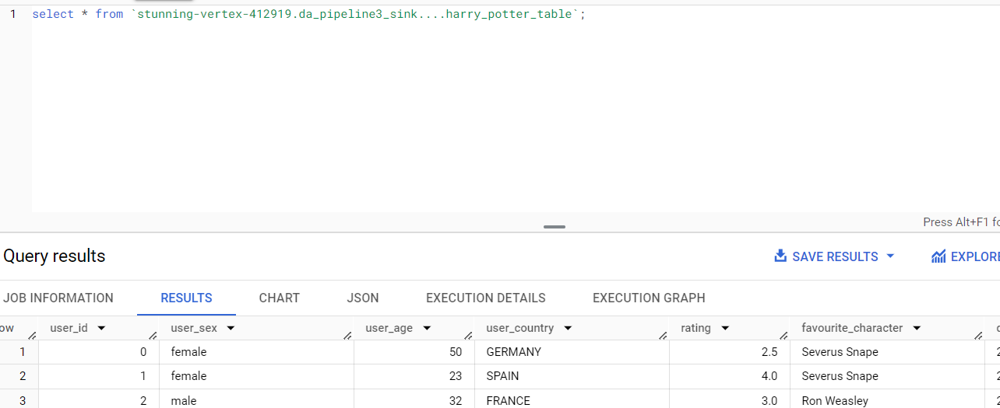 1 select * from `stunning-vertex-412919.da_pipeline3_sink....harry_potter_table`;
Press Alt+F1 fo
Query results
SAVE RESULTS EXPLORE
JOB INFORMATION RESULTS CHART JSON EXECUTION DETAILS EXECUTION GRAPH
ow user_id user_sex user_age user_country rating favourite_character
1 0 female 50 GERMANY 2.5 Severus Snape 2
2 1 female 23 SPAIN 4.0 Severus Snape 2
3 2 male 32 FRANCE 3.0 Ron Weasley 2